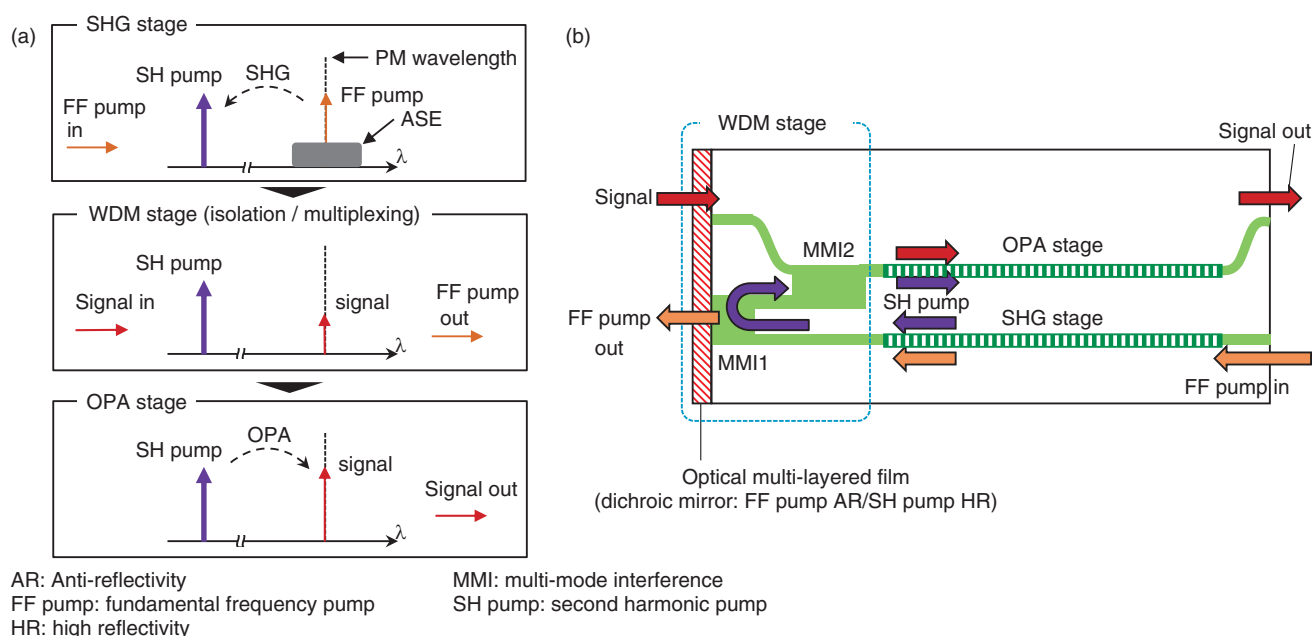 (a)
SHG stage
PM wavelength
SH pump
SHG
FF pump
FF pump
in
ASE
λ
WDM stage (isolation / multiplexing)
SH pump
Signal in
signal
FF pump
out
λ
OPA stage
SH pump
OPA
signal
Signal out
λ
(b)
WDM stage
Signal out
Signal
MMI2
OPA stage
SH pump
SHG stage
FF pump
out
MMI1
FF pump in
Optical multi-layered film
(dichroic mirror: FF pump AR/SH pump HR)
AR: Anti-reflectivity
FF pump: fundamental frequency pump
HR: high reflectivity
MMI: multi-mode interference
SH pump: second harmonic pump